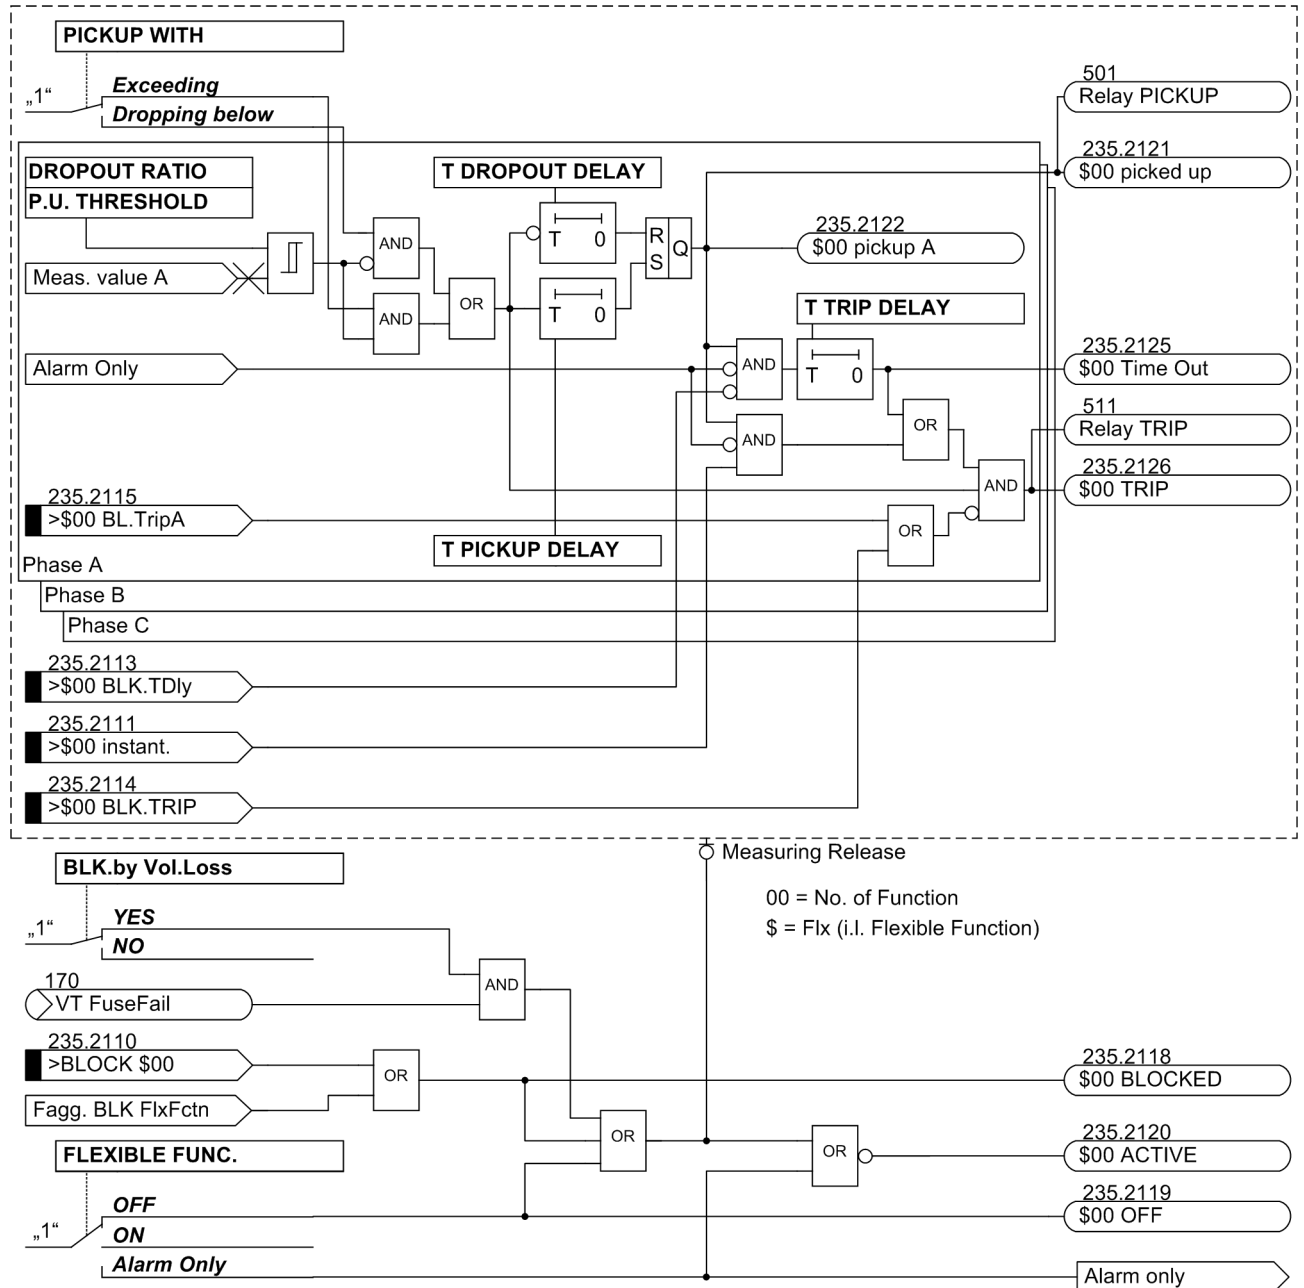 PICKUP WITH
„1“
Exceeding
Dropping below
501
Relay PICKUP
DROPOUT RATIO
P.U. THRESHOLD
T DROPOUT DELAY
235.2121
$00 picked up
T 0
R
S
Q
AND
235.2122
$00 pickup A
Meas. value A
OR
T 0
AND
T TRIP DELAY
Alarm Only
AND
T 0
235.2125
$00 Time Out
511
Relay TRIP
OR
AND
235.2126
$00 TRIP
AND
235.2115
>$00 BL.TripA
OR
T PICKUP DELAY
Phase A
Phase B
Phase C
235.2113
>$00 BLK.TDly
235.2111
>$00 instant.
235.2114
>$00 BLK.TRIP
Measuring Release
BLK.by Vol.Loss
00 = No. of Function
$ = Flx (i.I. Flexible Function)
„1“
YES
NO
170
VT FuseFail
AND
235.2110
>BLOCK $00
OR
235.2118
$00 BLOCKED
Fagg. BLK FlxFctn
OR
OR
235.2120
$00 ACTIVE
FLEXIBLE FUNC.
235.2119
$00 OFF
„1“
OFF
ON
Alarm Only
Alarm only